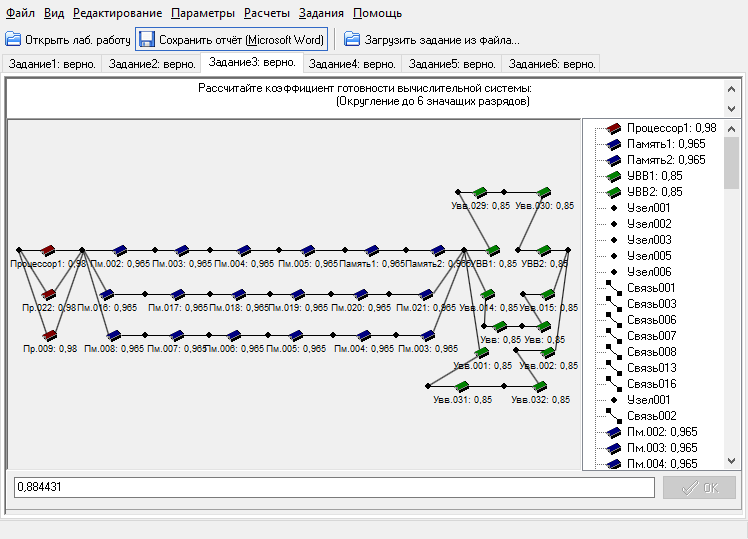 Файл Вид Редактирование Параметры Расчеты Задания Помощь
Открыть лаб. работу Сохранить отчёт (Microsoft Word) Загрузить задание из файла...
Задание1: верно. Задание2: верно. Задание3: верно. Задание4: верно. Задание5: верно. Задание6: верно.
Рассчитайте коэффициент готовности вычислительной системы:
(Округление до 6 значащих разрядов)
Увв.029: 0,85 Увв.030: 0,85
Процессор1: 0,98 Пм.002: 0,965 Пм.003: 0,965 Пм.004: 0,965 Пм.005: 0,965 Память1: 0,965 Память2: 0,965 УВВ1: 0,85 УВВ2: 0,85
Пр.022: 0,98 Пм.016: 0,965 Пм.017: 0,965 Пм.018: 0,965 Пм.019: 0,965 Пм.020: 0,965 Пм.021: 0,965 Увв.014: 0,85 Увв.015: 0,85
Увв: 0,85 Увв: 0,85
Пр.009: 0,98 Пм.008: 0,965 Пм.007: 0,965 Пм.006: 0,965 Пм.005: 0,965 Пм.004: 0,965 Пм.003: 0,965
Увв.001: 0,85 Увв.002: 0,85
Увв.031: 0,85 Увв.032: 0,85
Процессор1: 0,98
Память1: 0,965
Память2: 0,965
УВВ1: 0,85
УВВ2: 0,85
Узел001
Узел002
Узел003
Узел005
Узел006
Связь001
Связь003
Связь006
Связь007
Связь008
Связь013
Связь016
Узел001
Связь002
Пм.002: 0,965
Пм.003: 0,965
Пм.004: 0,965
0,884431
OK